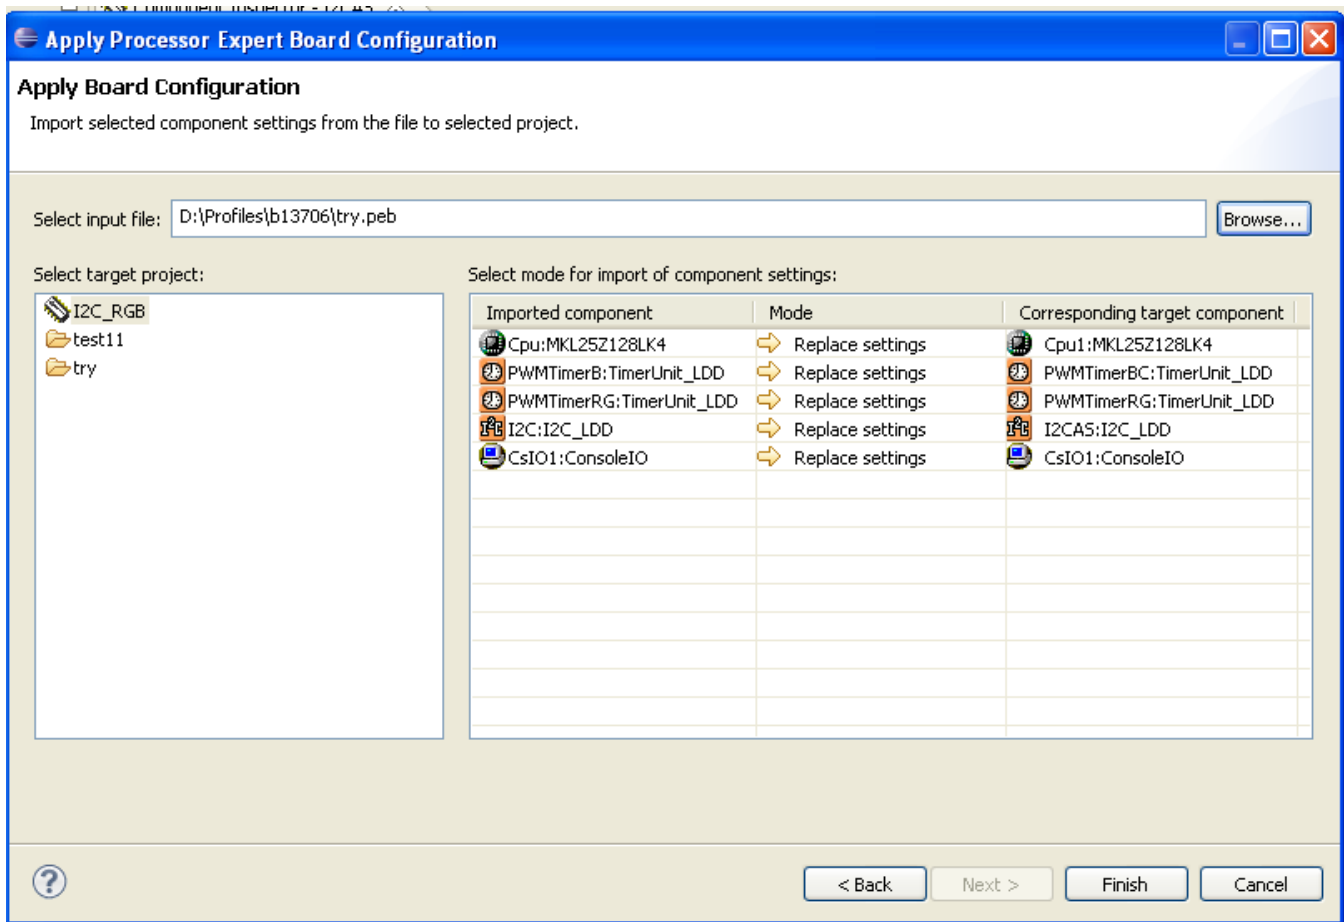 Component Inspector - I2CA5
Apply Processor Expert Board Configuration
Apply Board Configuration
Import selected component settings from the file to selected project.
Select input file: D:\Profiles\b13706\try.peb Browse...
Select target project: Select mode for import of component settings:
I2C_RGB
test11
try
Imported component Mode Corresponding target component
Cpu:MKL25Z128LK4 Replace settings Cpu1:MKL25Z128LK4
PWMTimerB:TimerUnit_LDD Replace settings PWMTimerBC:TimerUnit_LDD
PWMTimerRG:TimerUnit_LDD Replace settings PWMTimerRG:TimerUnit_LDD
I2C:I2C_LDD Replace settings I2CA5:I2C_LDD
CsIO1:ConsoleIO Replace settings CsIO1:ConsoleIO
< Back Next > Finish Cancel